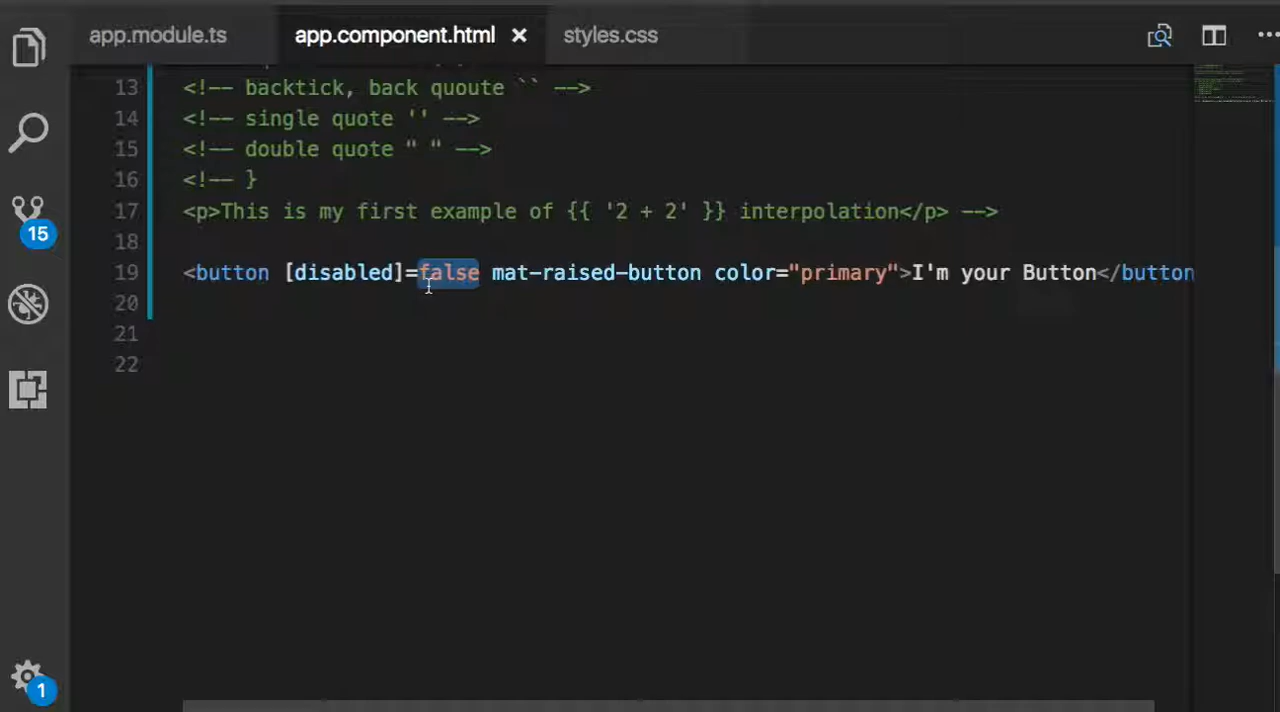 app.module.ts
app.component.html ×
styles.css
13 <!-- backtick, back quoute `` -->
14 <!-- single quote '' -->
15 <!-- double quote " " -->
16 <!-- }
17 <p>This is my first example of {{ '2 + 2' }} interpolation</p> -->
18
19 <button [disabled]=false mat-raised-button color="primary">I'm your Button</button
20
21
22
15
1